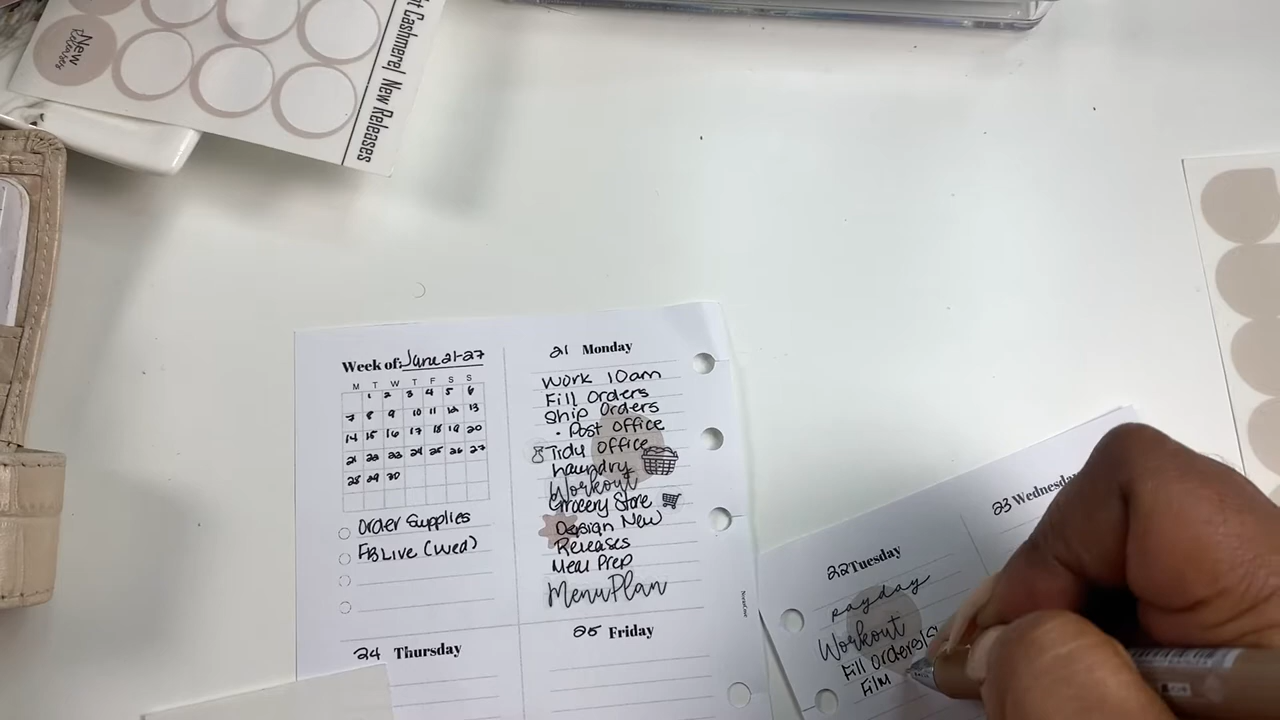 New
Releases
Cashmere| New Releases
Week of: June 21-27
M T W T F S S
1 2 3 4 5 6
7 8 9 10 11 12 13
14 15 16 17 18 19 20
21 22 23 24 25 26 27
28 29 30
Order Supplies
FB Live (Wed)
21 Monday
Work 10am
Fill Orders
Ship Orders
- Post Office
Tidy Office
Laundry
Workout
Grocery Store
Design New
Releases
Meal Prep
Menu Plan
24 Thursday
25 Friday
22 Tuesday
payday
Workout
Fill Orders/S
Film
23 Wednesday